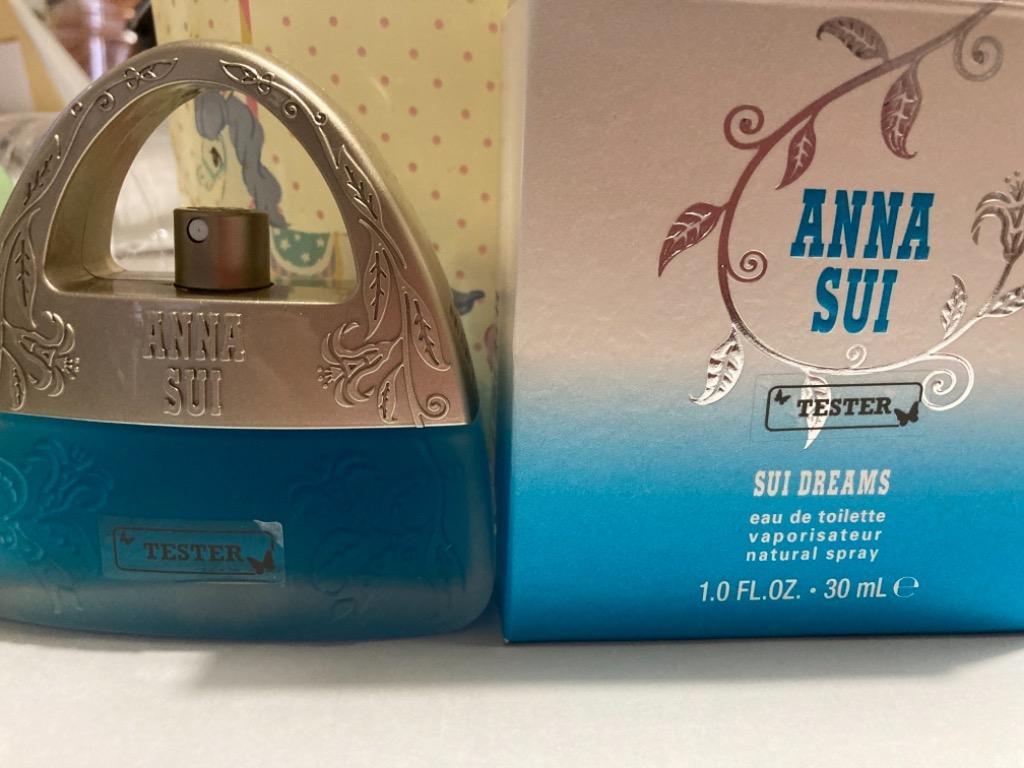 ANNA
SUI
TESTER
ANNA
SUI
TESTER
SUI DREAMS
eau de toilette
vaporisateur
natural spray
1.0 FL.OZ. • 30 mL ℮